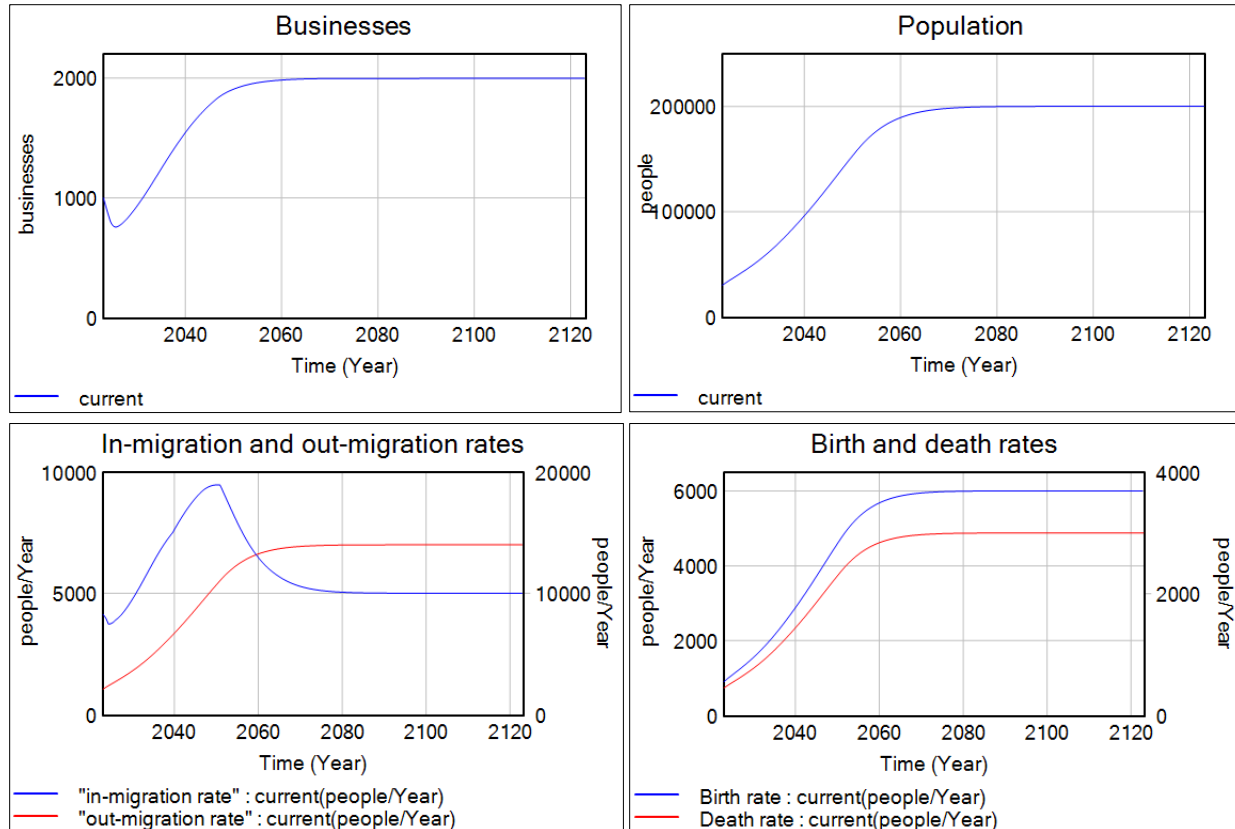 Businesses
2000
1000
0
businesses
2040 2060 2080 2100 2120
Time (Year)
current
Population
200000
100000
0
people
2040 2060 2080 2100 2120
Time (Year)
current
In-migration and out-migration rates
10000
5000
0
people/Year
20000
10000
0
people/Year
2040 2060 2080 2100 2120
Time (Year)
"in-migration rate" : current(people/Year)
"out-migration rate" : current(people/Year)
Birth and death rates
6000
4000
2000
0
people/Year
4000
2000
0
people/Year
2040 2060 2080 2100 2120
Time (Year)
Birth rate : current(people/Year)
Death rate : current(people/Year)